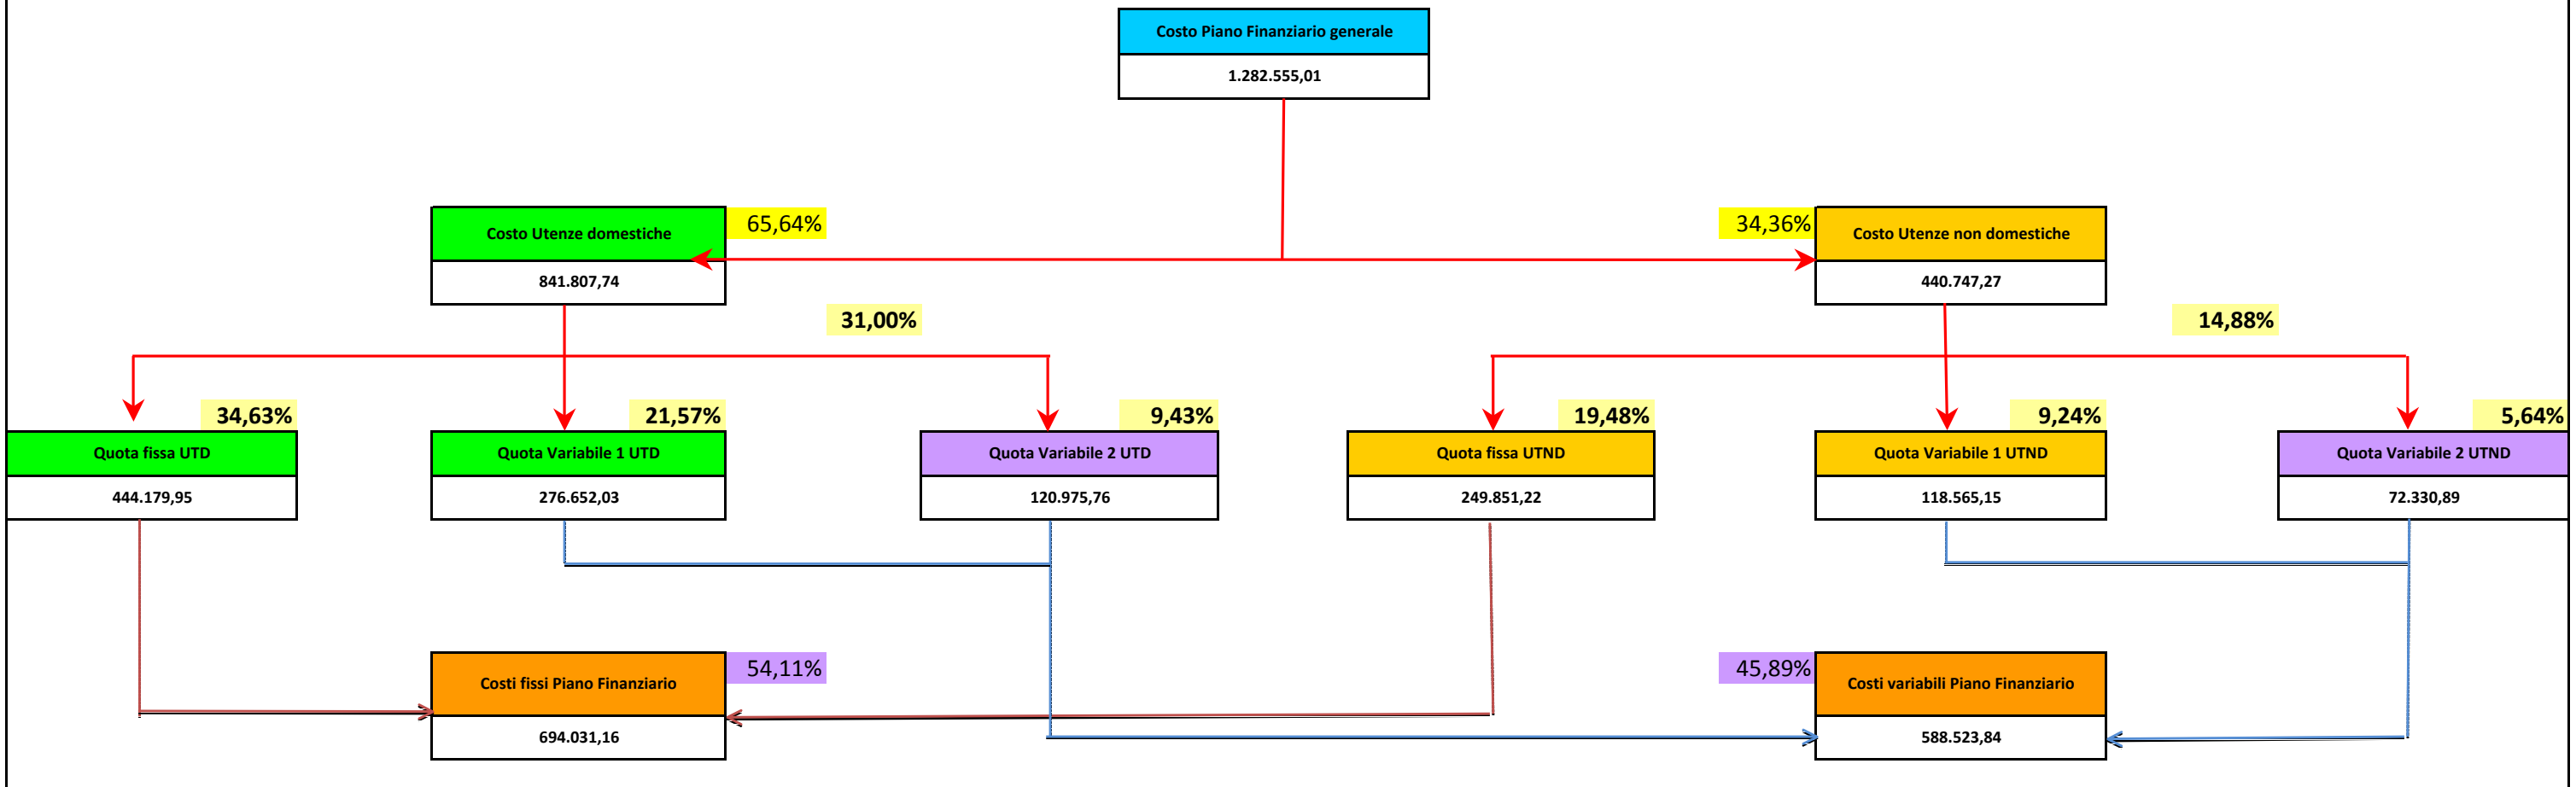 Costo Piano Finanziario generale
1.282.555,01
Costo Utenze domestiche
65,64%
34,36%
Costo Utenze non domestiche
841.807,74
440.747,27
31,00%
14,88%
34,63%
21,57%
9,43%
19,48%
9,24%
5,64%
Quota fissa UTD
Quota Variabile 1 UTD
Quota Variabile 2 UTD
Quota fissa UTND
Quota Variabile 1 UTND
Quota Variabile 2 UTND
444.179,95
276.652,03
120.975,76
249.851,22
118.565,15
72.330,89
Costi fissi Piano Finanziario
54,11%
45,89%
Costi variabili Piano Finanziario
694.031,16
588.523,84